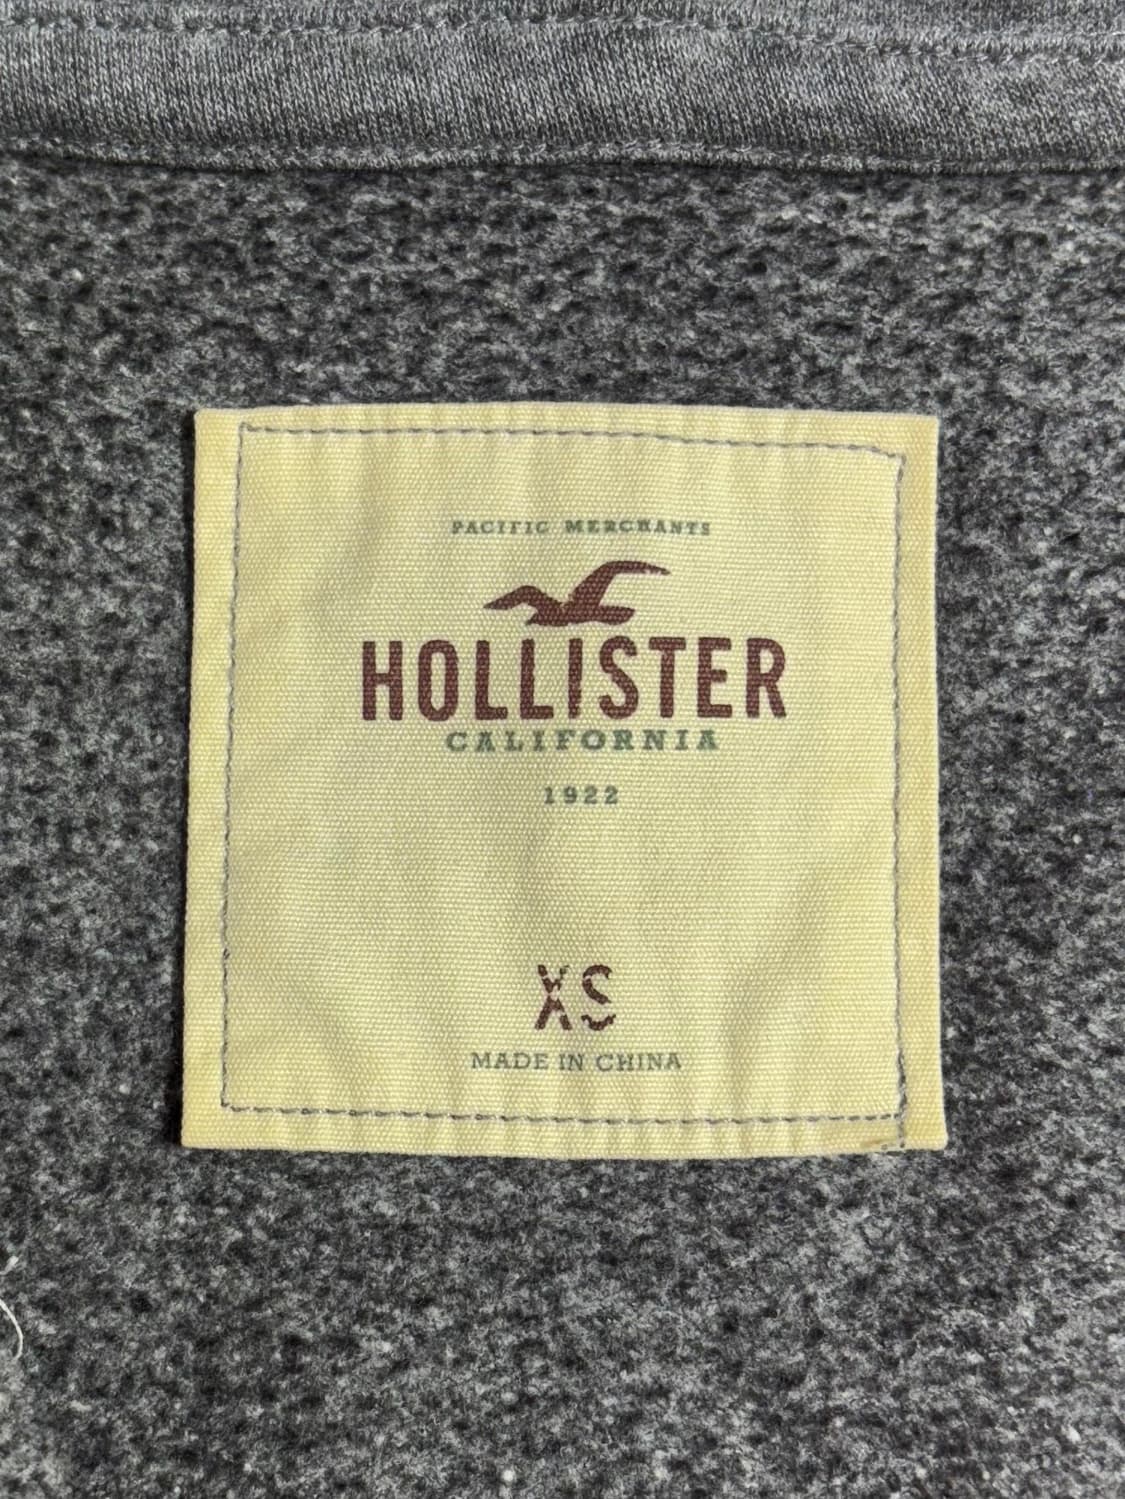 PACIFIC MERCHANTS
HOLLISTER
CALIFORNIA
1922
XS
MADE IN CHINA